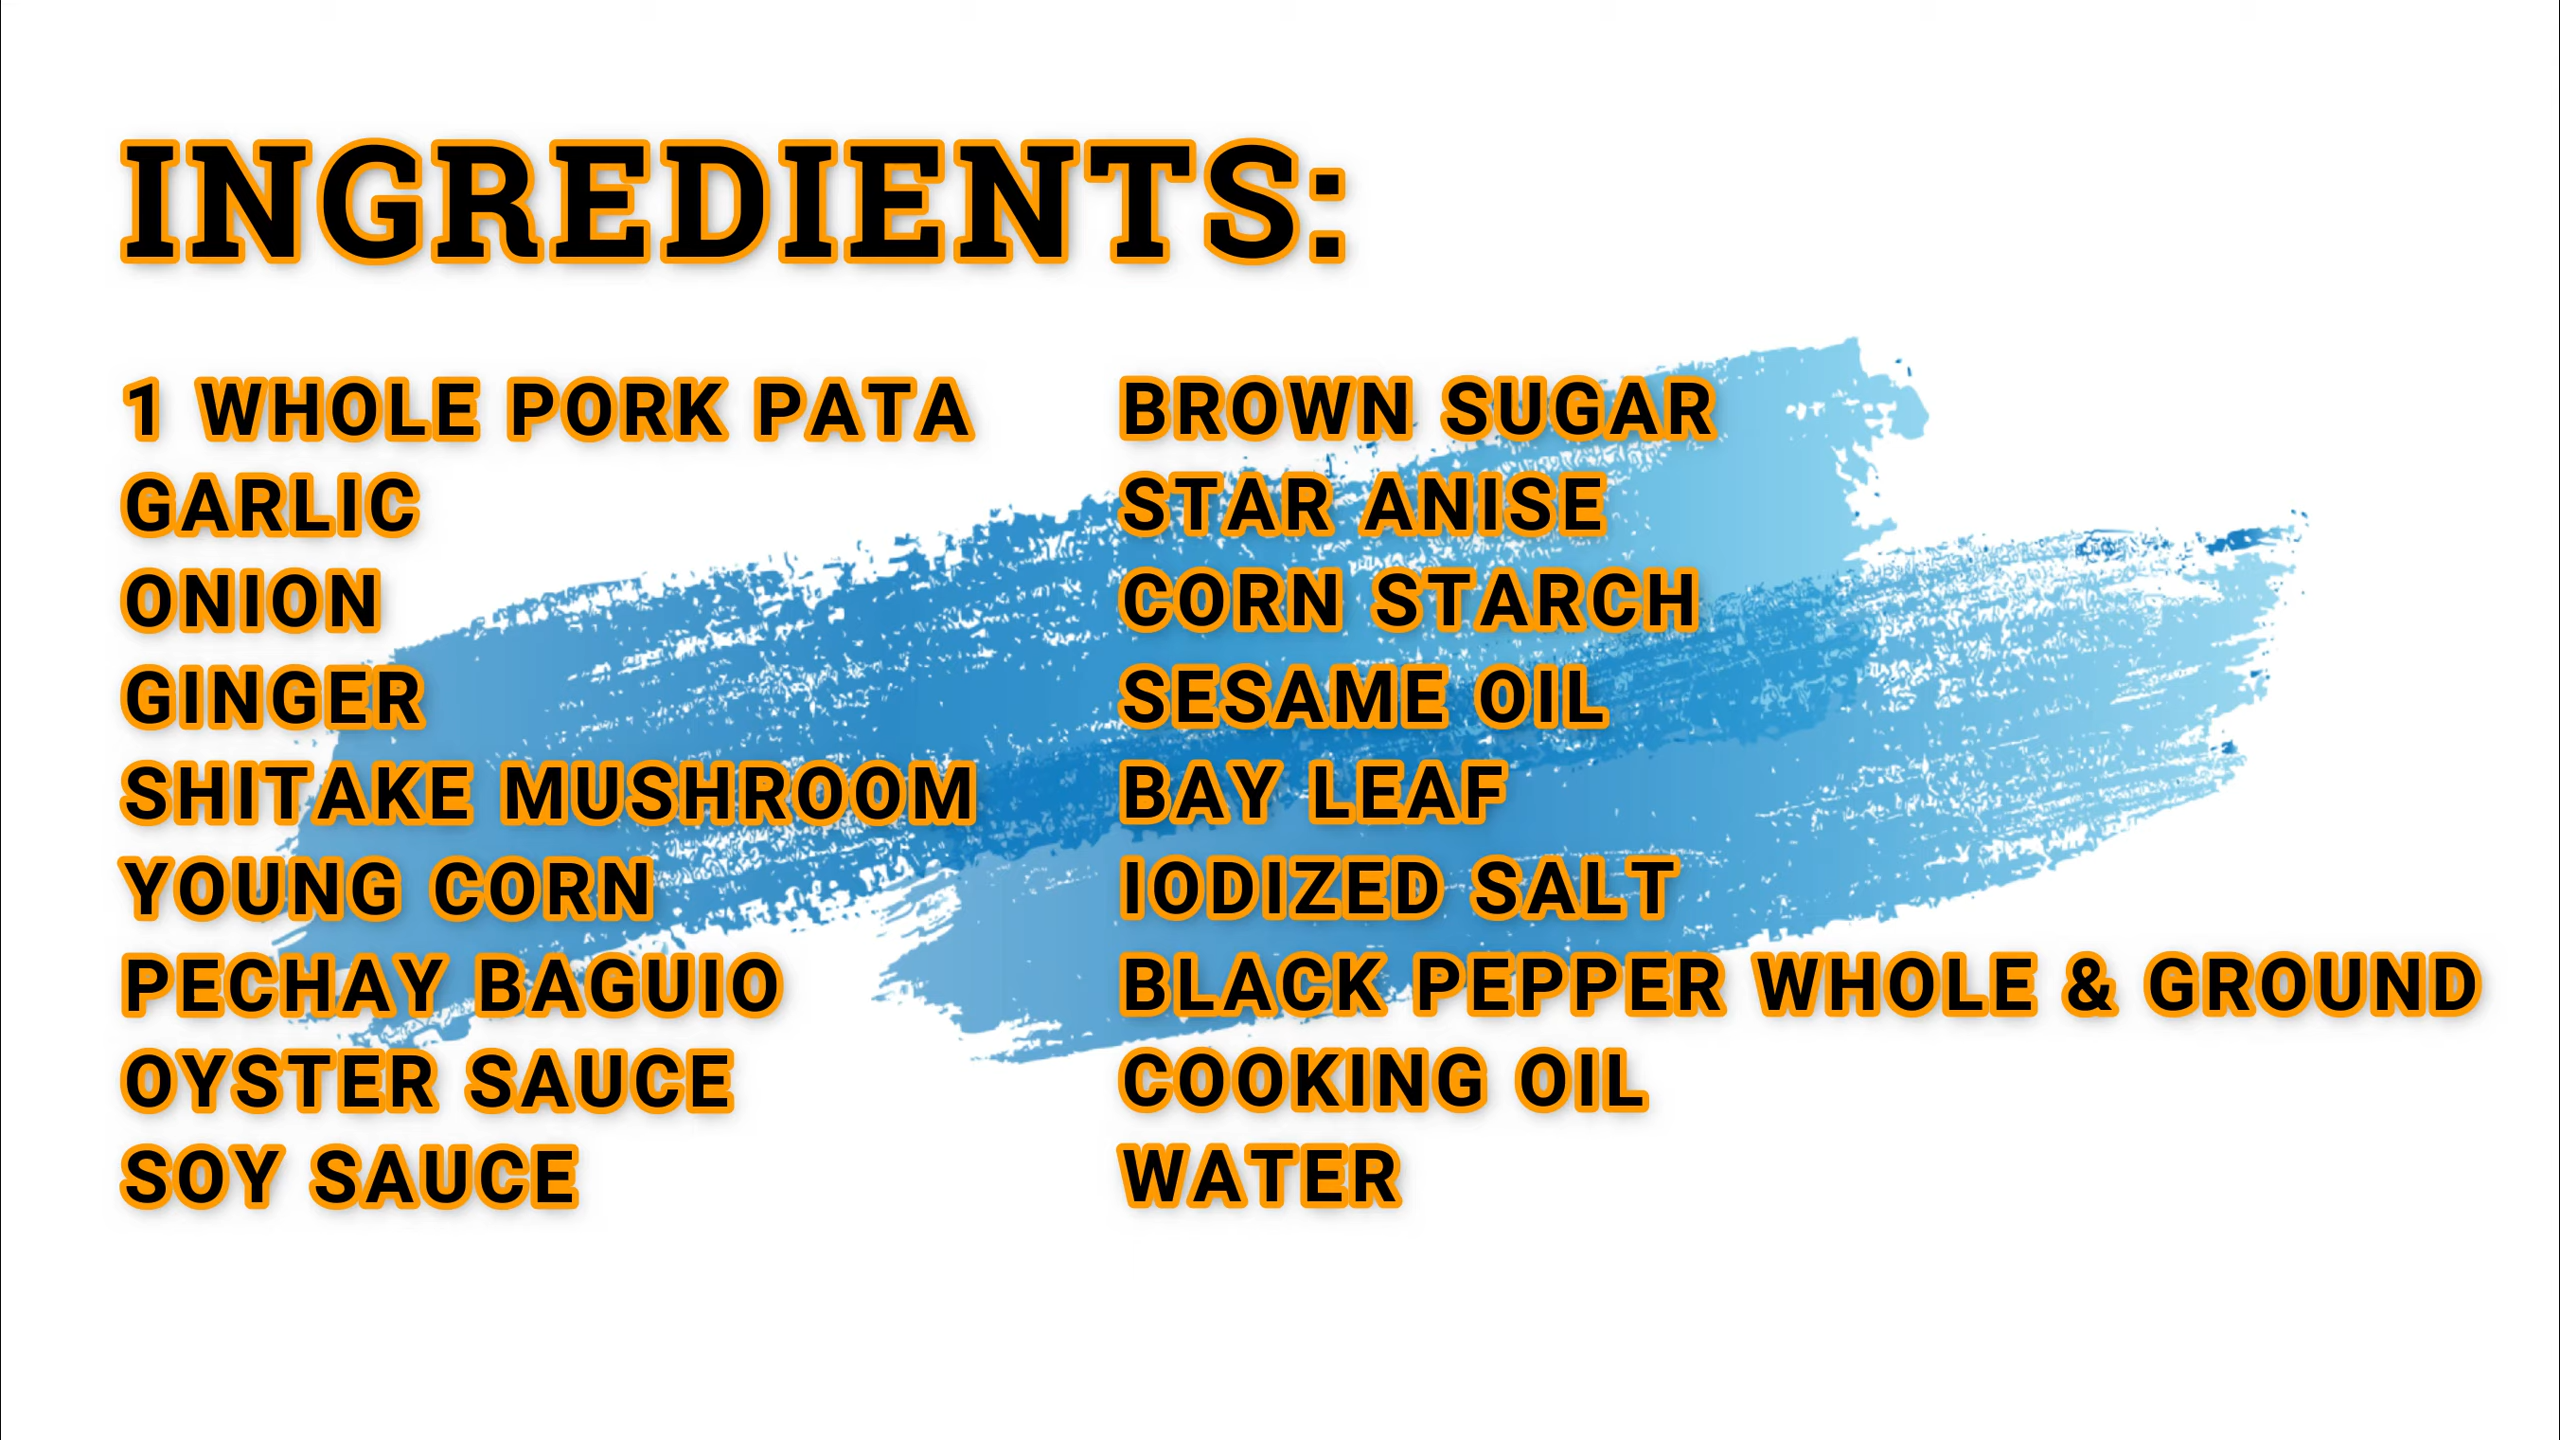 INGREDIENTS:
1 WHOLE PORK PATA
GARLIC
ONION
GINGER
SHITAKE MUSHROOM
YOUNG CORN
PECHAY BAGUIO
OYSTER SAUCE
SOY SAUCE
BROWN SUGAR
STAR ANISE
CORN STARCH
SESAME OIL
BAY LEAF
IODIZED SALT
BLACK PEPPER WHOLE & GROUND
COOKING OIL
WATER